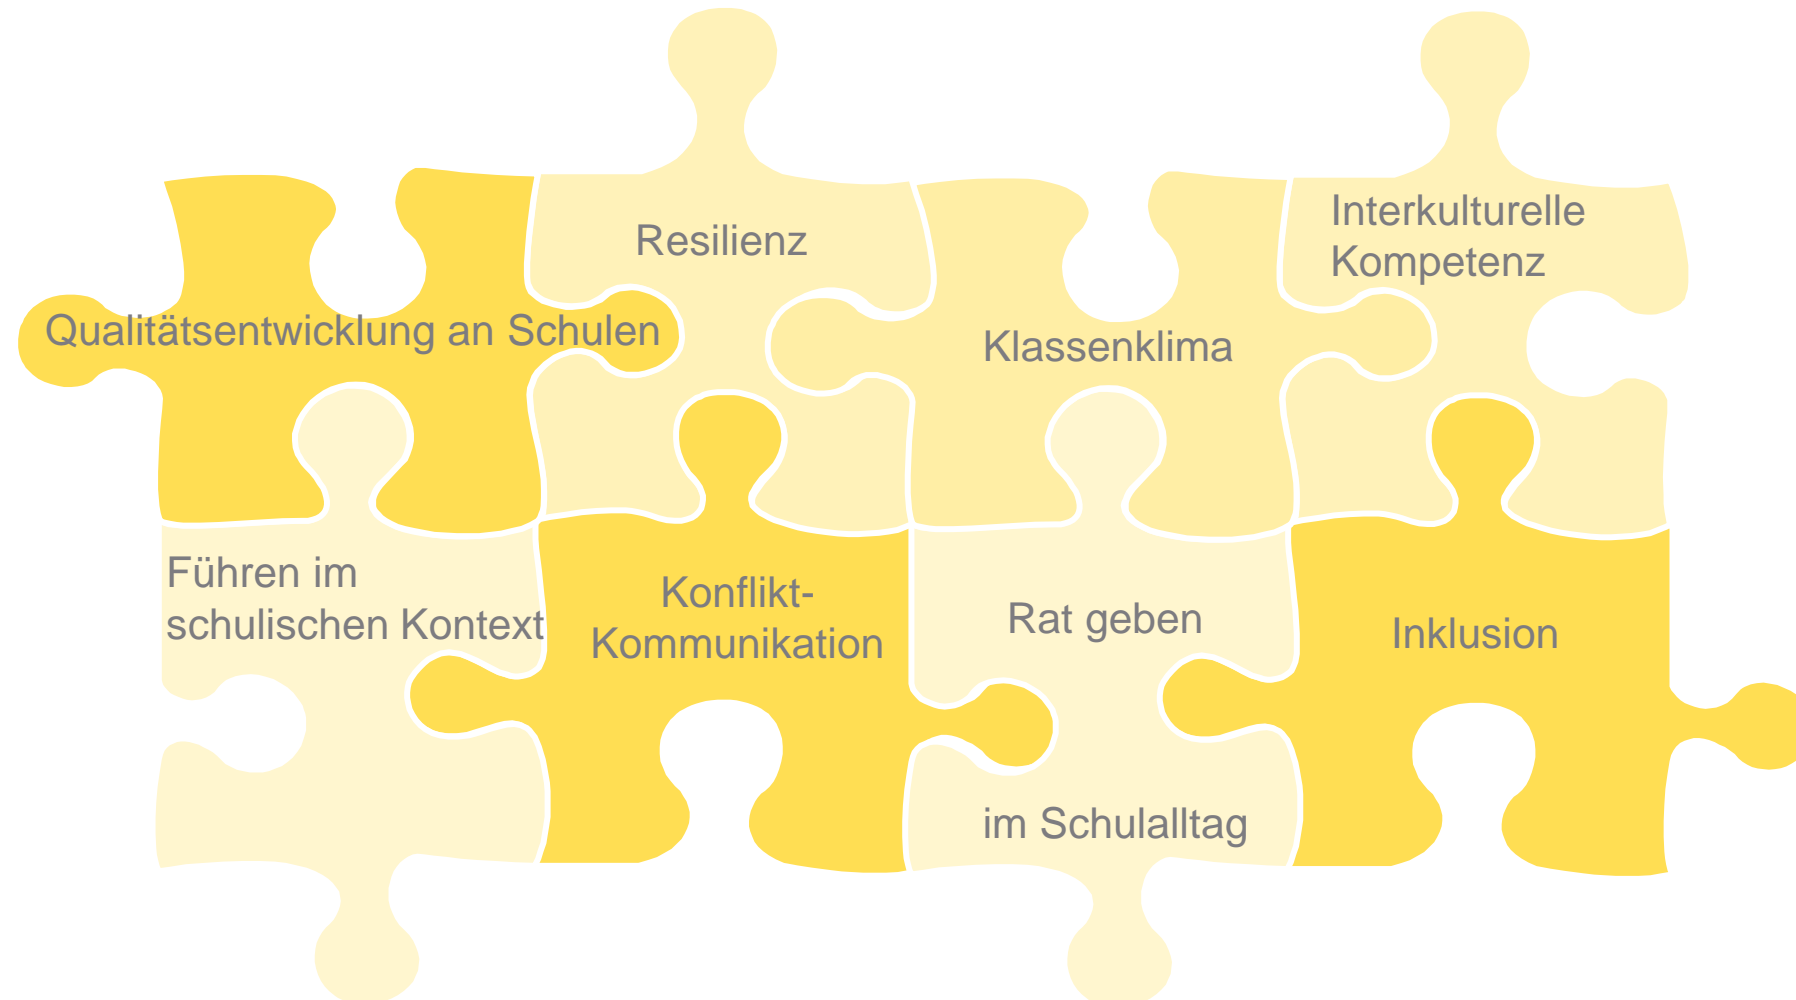 Resilienz
Interkulturelle
Kompetenz
Qualitätsentwicklung an Schulen
Klassenklima
Führen im
schulischen Kontext
Konflikt-
Kommunikation
Rat geben
im Schulalltag
Inklusion